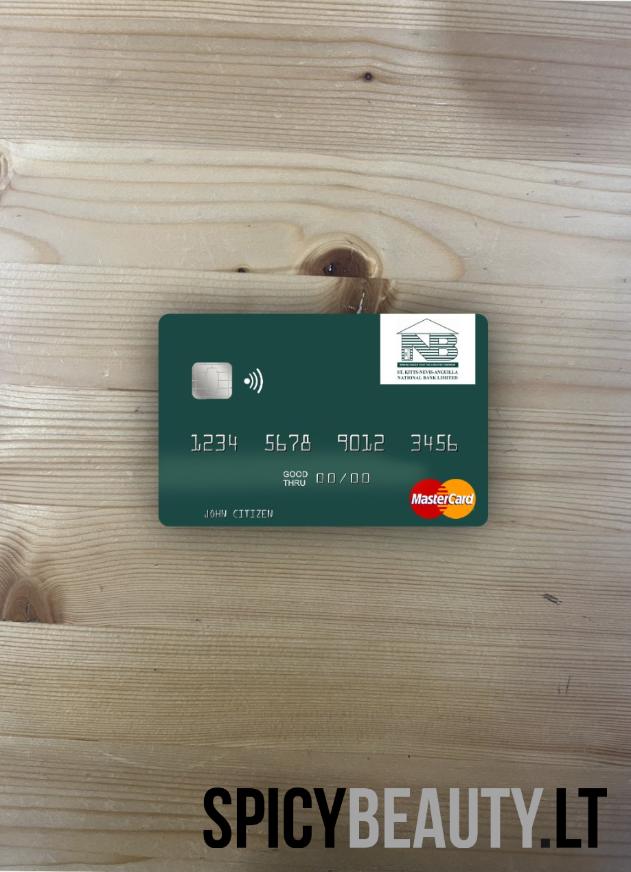 NB
ST. KITTS-NEVIS-ANGUILLA
NATIONAL BANK LIMITED
1234 5678 9012 3456
GOOD THRU 00/00
JOHN CITIZEN
MasterCard
SPICYBEAUTY.LT